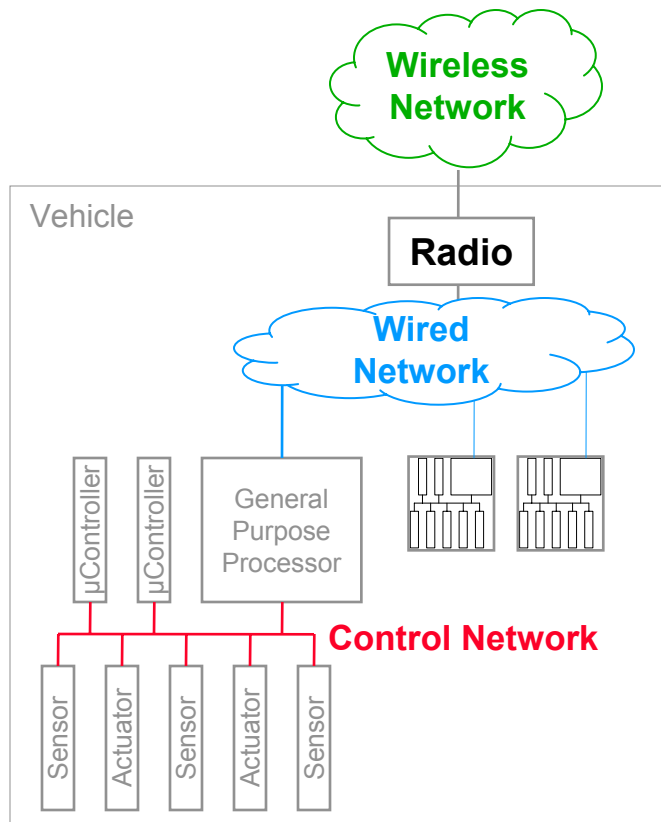 Wireless
Network
Vehicle
Radio
Wired
Network
µController
µController
General
Purpose
Processor
Control Network
Sensor
Actuator
Sensor
Actuator
Sensor